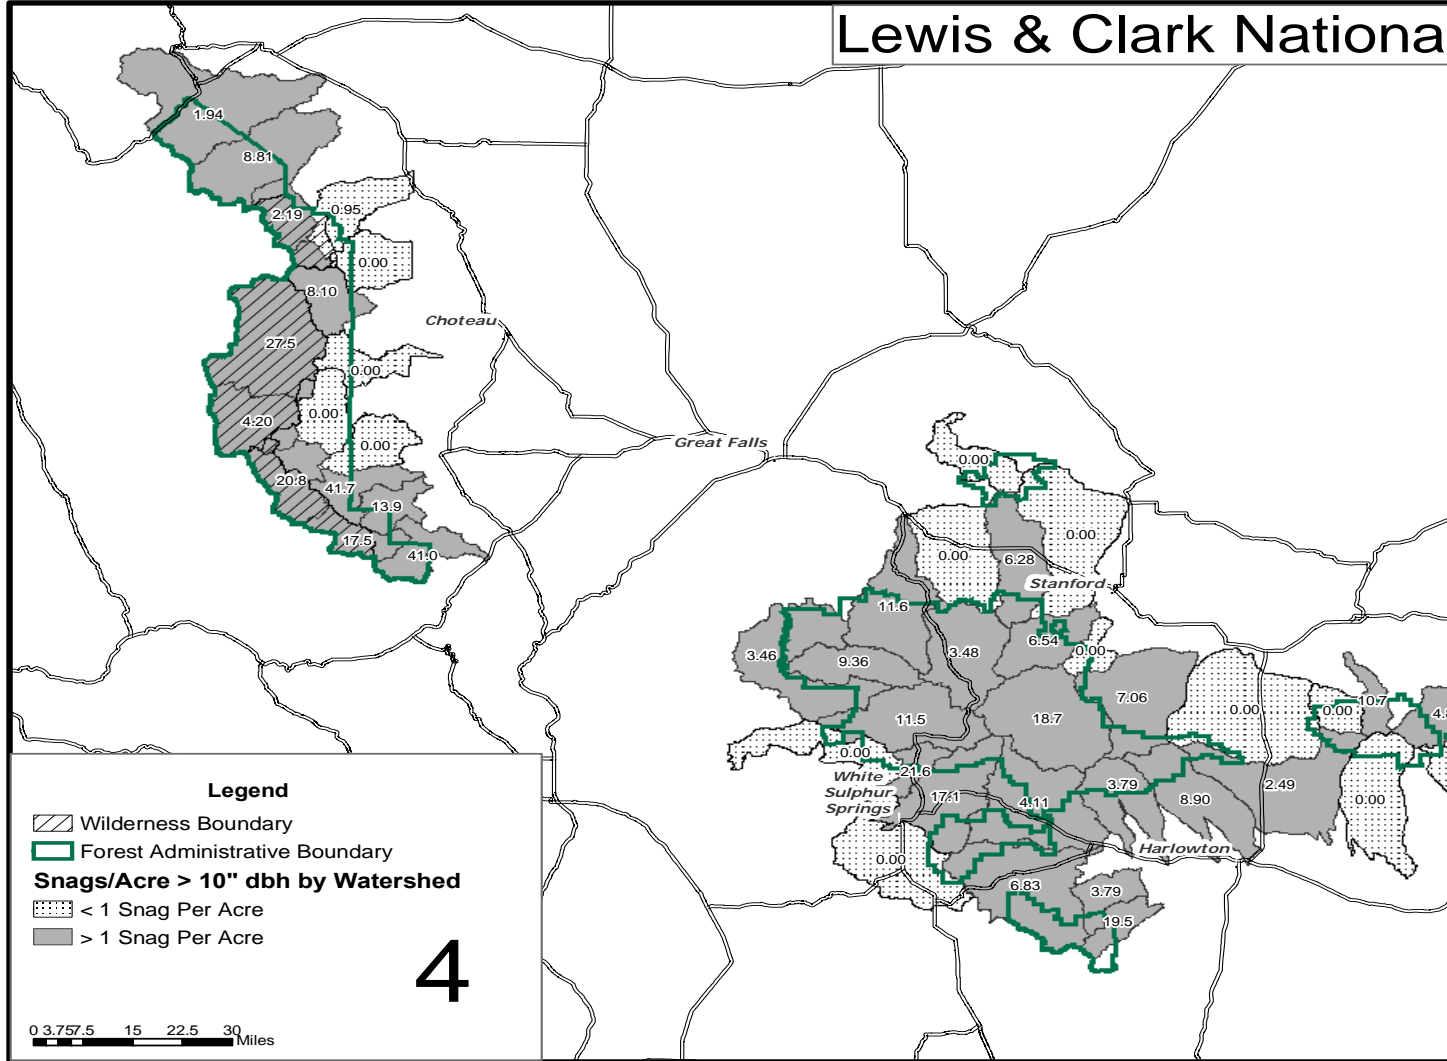 Lewis & Clark Nationa
1.94
8.81
2.19
0.95
0.00
8.10
Choteau
27.5
0.00
0.00
4.20
0.00
Great Falls
20.8
41.7
13.9
17.5
41.0
0.00
0.00
0.00
6.28
Stanford
11.6
6.54
3.46
9.36
3.48
0.00
7.06
11.5
18.7
0.00
0.00
10.7
4.8
0.00
21.6
White
Sulphur
Springs
17.1
4.11
3.79
8.90
2.49
0.00
Harlowton
0.00
6.83
3.79
19.5
Legend
Wilderness Boundary
Forest Administrative Boundary
Snags/Acre > 10" dbh by Watershed
< 1 Snag Per Acre
> 1 Snag Per Acre
4
0 3.757.5 15 22.5 30
Miles